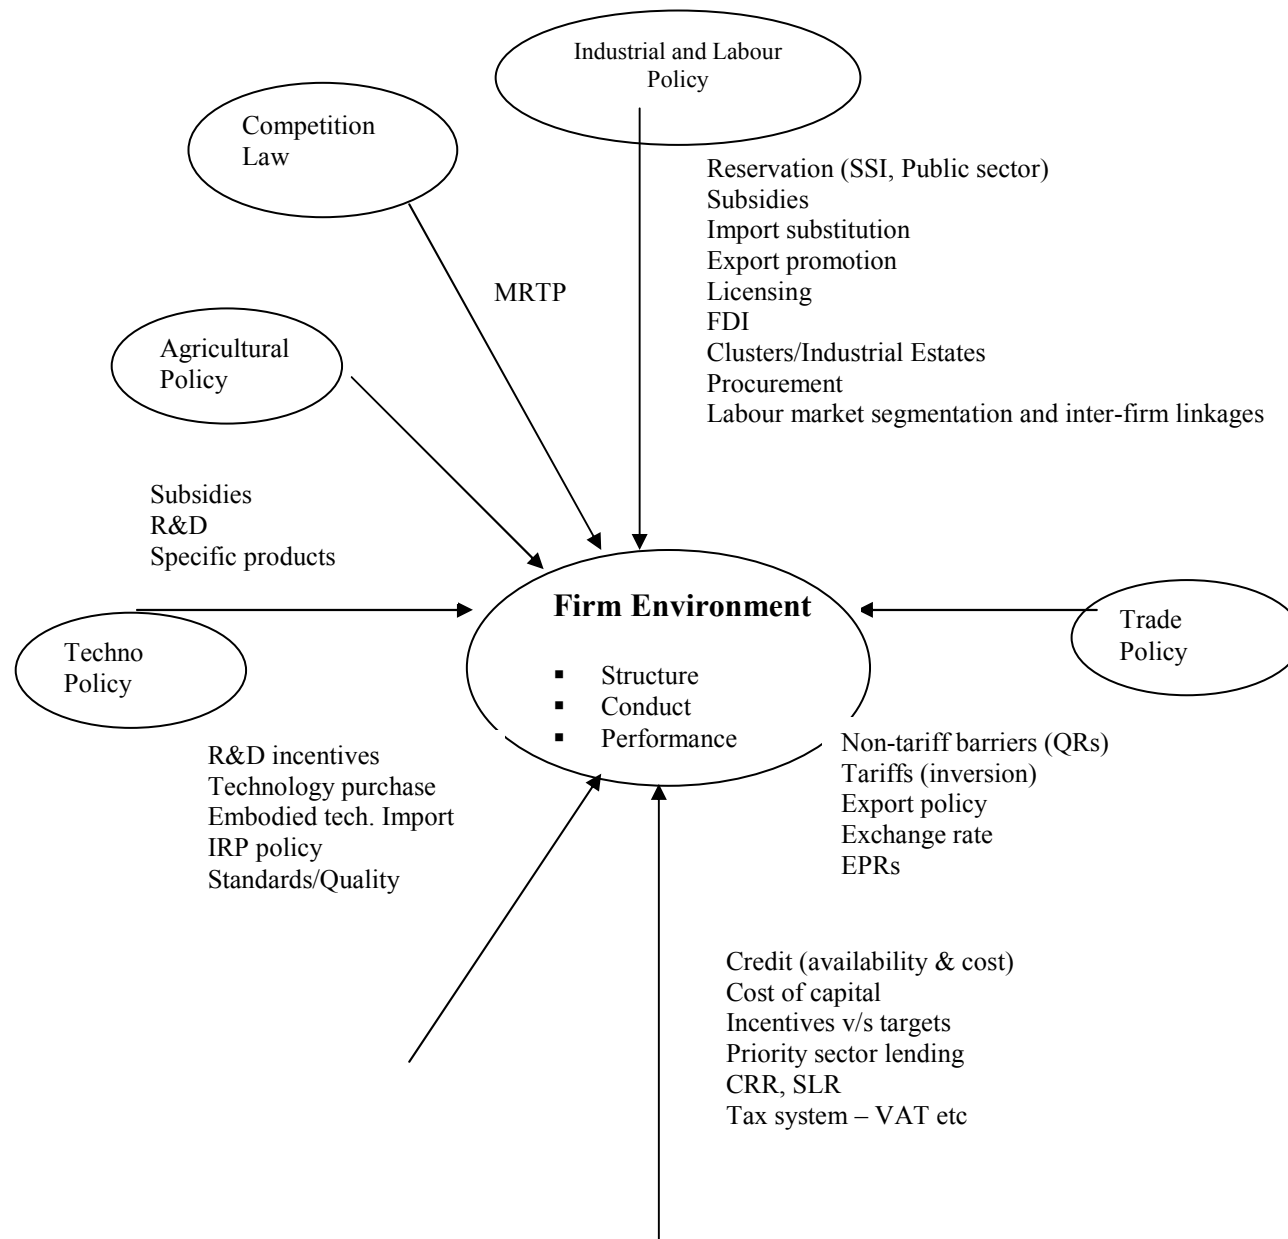 Industrial and Labour
Policy
Competition
Law
Reservation (SSI, Public sector)
Subsidies
Import substitution
Export promotion
Licensing
FDI
Clusters/Industrial Estates
Procurement
Labour market segmentation and inter-firm linkages
MRTP
Agricultural
Policy
Subsidies
R&D
Specific products
Firm Environment
▪ Structure
▪ Conduct
▪ Performance
Trade
Policy
Techno
Policy
R&D incentives
Technology purchase
Embodied tech. Import
IRP policy
Standards/Quality
Non-tariff barriers (QRs)
Tariffs (inversion)
Export policy
Exchange rate
EPRs
Credit (availability & cost)
Cost of capital
Incentives v/s targets
Priority sector lending
CRR, SLR
Tax system – VAT etc